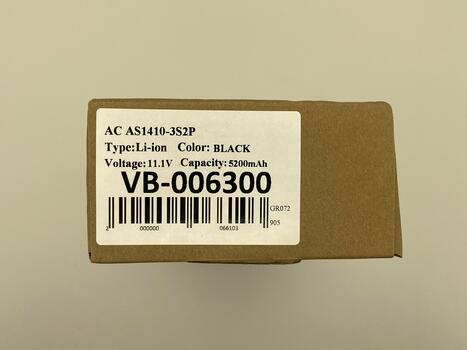 AC AS1410-3S2P
Type:Li-ion Color: BLACK
Voltage:11.1V Capacity:5200mAh
VB-006300
GR072
905
2 000000 066103